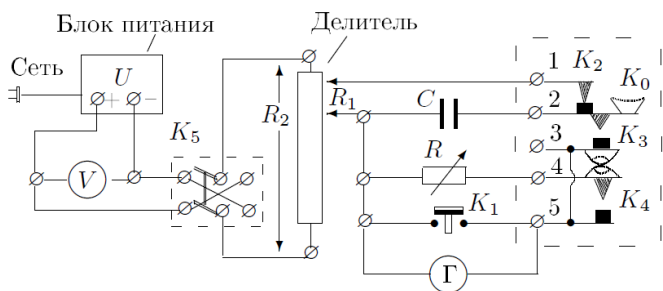 Блок питания
Делитель
Сеть
U
+ −
V
K₅
R₂
R₁
C
R
K₁
Г
1
2
3
4
5
K₂
K₀
K₃
K₄